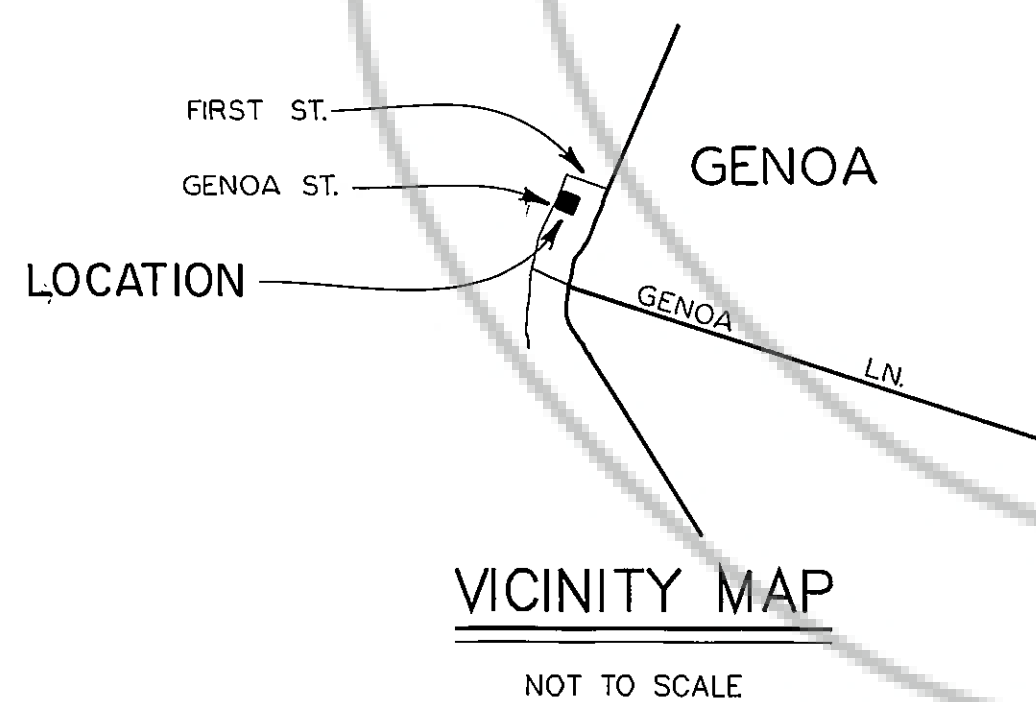 FIRST ST.
GENOA
GENOA ST.
LOCATION
GENOA LN.
VICINITY MAP
NOT TO SCALE